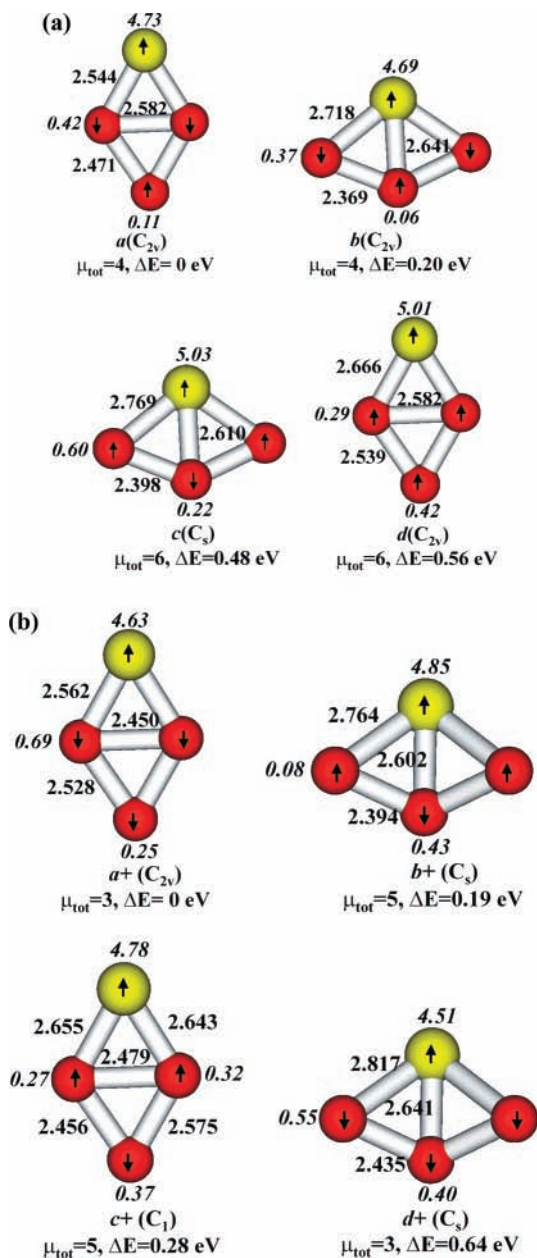 (a)
4.73
2.544
2.582
0.42
2.471
0.11
a(C2v)
μtot=4, ΔE= 0 eV
4.69
2.718
2.641
0.37
2.369
0.06
b(C2v)
μtot=4, ΔE=0.20 eV
5.03
2.769
2.610
0.60
2.398
0.22
c(Cs)
μtot=6, ΔE=0.48 eV
5.01
2.666
2.582
0.29
2.539
0.42
d(C2v)
μtot=6, ΔE=0.56 eV
(b)
4.63
2.562
2.450
0.69
2.528
0.25
a+ (C2v)
μtot=3, ΔE= 0 eV
4.85
2.764
2.602
0.08
2.394
0.43
b+ (Cs)
μtot=5, ΔE=0.19 eV
4.78
2.655
2.643
2.479
0.27
0.32
2.456
2.575
0.37
c+ (C1)
μtot=5, ΔE=0.28 eV
4.51
2.817
2.641
0.55
2.435
0.40
d+ (Cs)
μtot=3, ΔE=0.64 eV